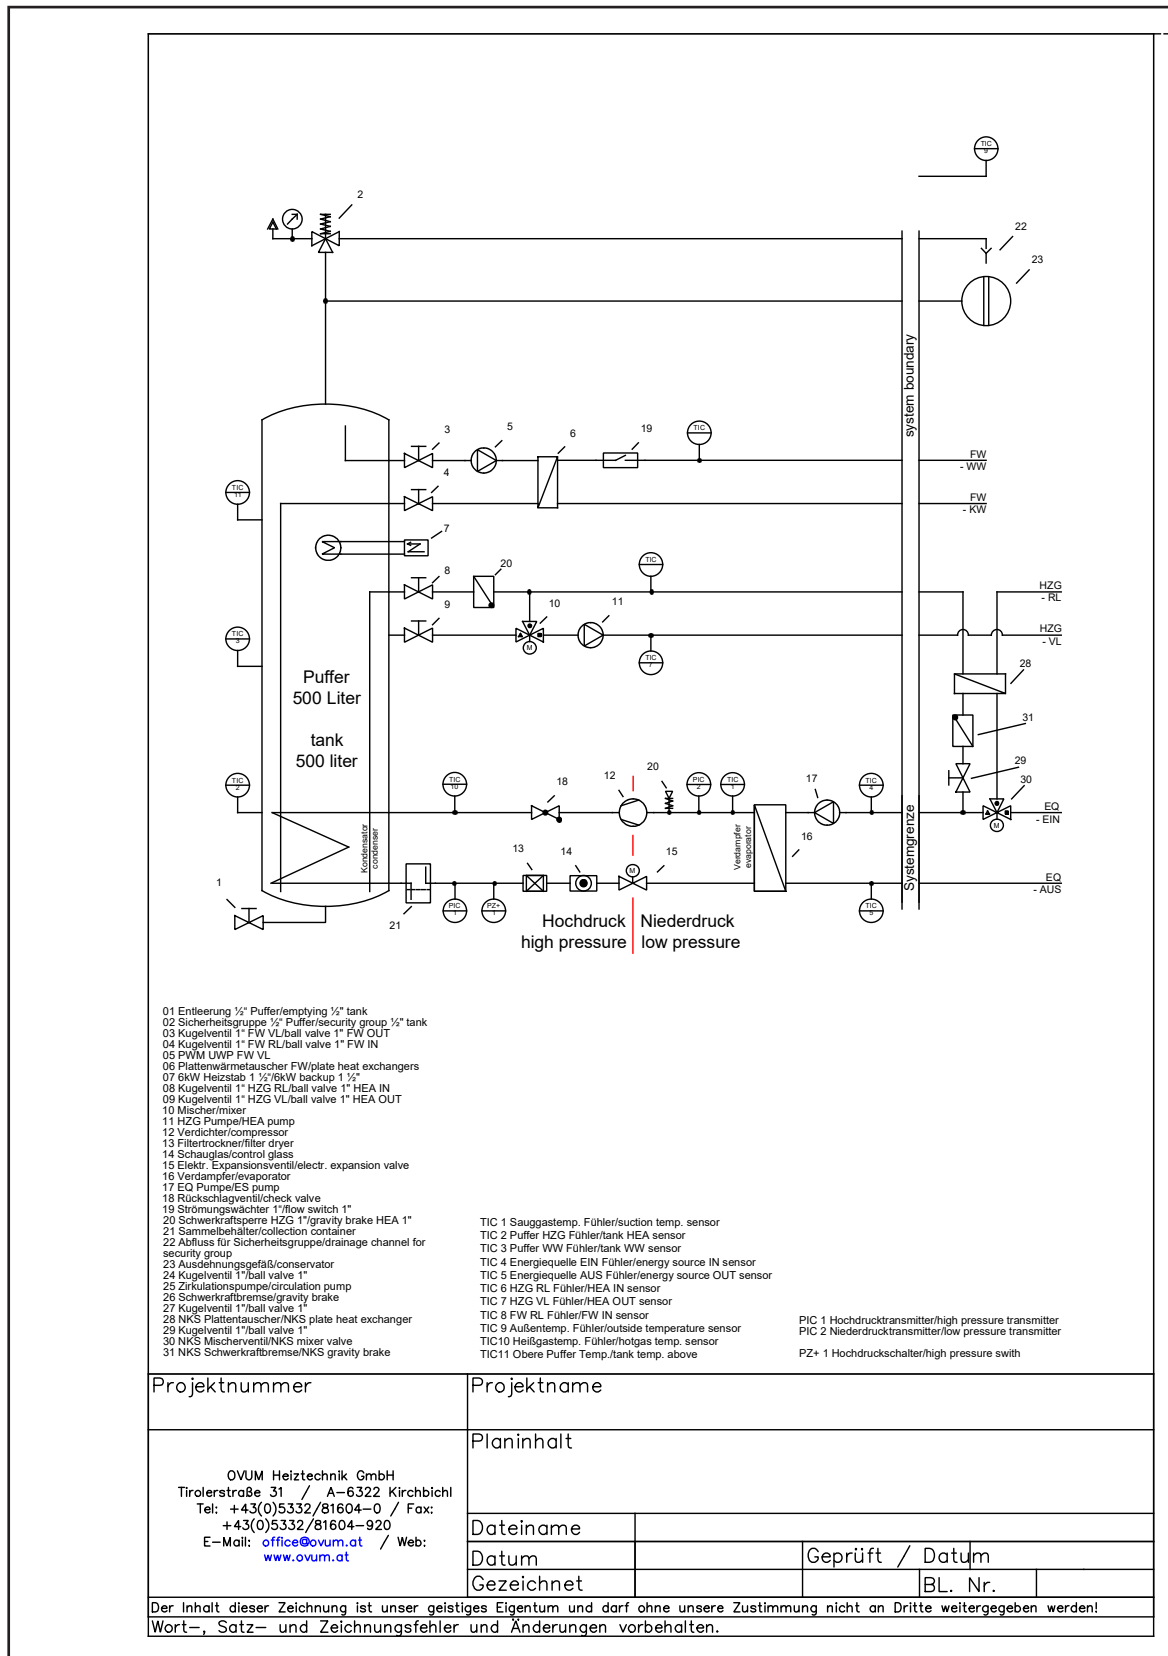 TIC
9
2
22
23
system boundary
3
5
6
19
TIC
FW
- WW
4
FW
- KW
TIC
11
7
8
20
TIC
HZG
- RL
9
10
11
M
TIC
7
HZG
- VL
TIC
3
Puffer
500 Liter
tank
500 liter
28
31
29
30
TIC
2
TIC
10
18
12
20
PIC
2
TIC
1
17
TIC
4
EQ
- EIN
M
Kondensator
condenser
Verdampfer
evaporator
16
Systemgrenze
13
14
M
15
EQ
- AUS
1
21
PIC
1
PZ+
1
TIC
5
Hochdruck
high pressure
Niederdruck
low pressure
01 Entleerung ½" Puffer/emptying ½" tank
02 Sicherheitsgruppe ½" Puffer/security group ½" tank
03 Kugelventil 1" FW VL/ball valve 1" FW OUT
04 Kugelventil 1" FW RL/ball valve 1" FW IN
05 PWM UWP FW VL
06 Plattenwärmetauscher FW/plate heat exchangers
07 6kW Heizstab 1 ½"/6kW backup 1 ½"
08 Kugelventil 1" HZG RL/ball valve 1" HEA IN
09 Kugelventil 1" HZG VL/ball valve 1" HEA OUT
10 Mischer/mixer
11 HZG Pumpe/HEA pump
12 Verdichter/compressor
13 Filtertrockner/filter dryer
14 Schauglas/control glass
15 Elektr. Expansionsventil/electr. expansion valve
16 Verdampfer/evaporator
17 EQ Pumpe/ES pump
18 Rückschlagventil/check valve
19 Strömungswächter 1"/flow switch 1"
20 Schwerkraftsperre HZG 1"/gravity brake HEA 1"
21 Sammelbehälter/collection container
22 Abfluss für Sicherheitsgruppe/drainage channel for
security group
23 Ausdehnungsgefäß/conservator
24 Kugelventil 1"/ball valve 1"
25 Zirkulationspumpe/circulation pump
26 Schwerkraftbremse/gravity brake
27 Kugelventil 1"/ball valve 1"
28 NKS Plattentauscher/NKS plate heat exchanger
29 Kugelventil 1"/ball valve 1"
30 NKS Mischerventil/NKS mixer valve
31 NKS Schwerkraftbremse/NKS gravity brake
TIC 1 Sauggastemp. Fühler/suction temp. sensor
TIC 2 Puffer HZG Fühler/tank HEA sensor
TIC 3 Puffer WW Fühler/tank WW sensor
TIC 4 Energiequelle EIN Fühler/energy source IN sensor
TIC 5 Energiequelle AUS Fühler/energy source OUT sensor
TIC 6 HZG RL Fühler/HEA IN sensor
TIC 7 HZG VL Fühler/HEA OUT sensor
TIC 8 FW RL Fühler/FW IN sensor
TIC 9 Außentemp. Fühler/outside temperature sensor
TIC10 Heißgastemp. Fühler/hotgas temp. sensor
TIC11 Obere Puffer Temp./tank temp. above
PIC 1 Hochdrucktransmitter/high pressure transmitter
PIC 2 Niederdrucktransmitter/low pressure transmitter
PZ+ 1 Hochdruckschalter/high pressure swith
Projektnummer
Projektname
Planinhalt
OVUM Heiztechnik GmbH
Tirolerstraße 31 / A-6322 Kirchbichl
Tel: +43(0)5332/81604-0 / Fax:
+43(0)5332/81604-920
E-Mail: office@ovum.at / Web:
www.ovum.at
Dateiname
Datum
Geprüft / Datum
Gezeichnet
BL. Nr.
Der Inhalt dieser Zeichnung ist unser geistiges Eigentum und darf ohne unsere Zustimmung nicht an Dritte weitergegeben werden!
Wort-, Satz- und Zeichnungsfehler und Änderungen vorbehalten.